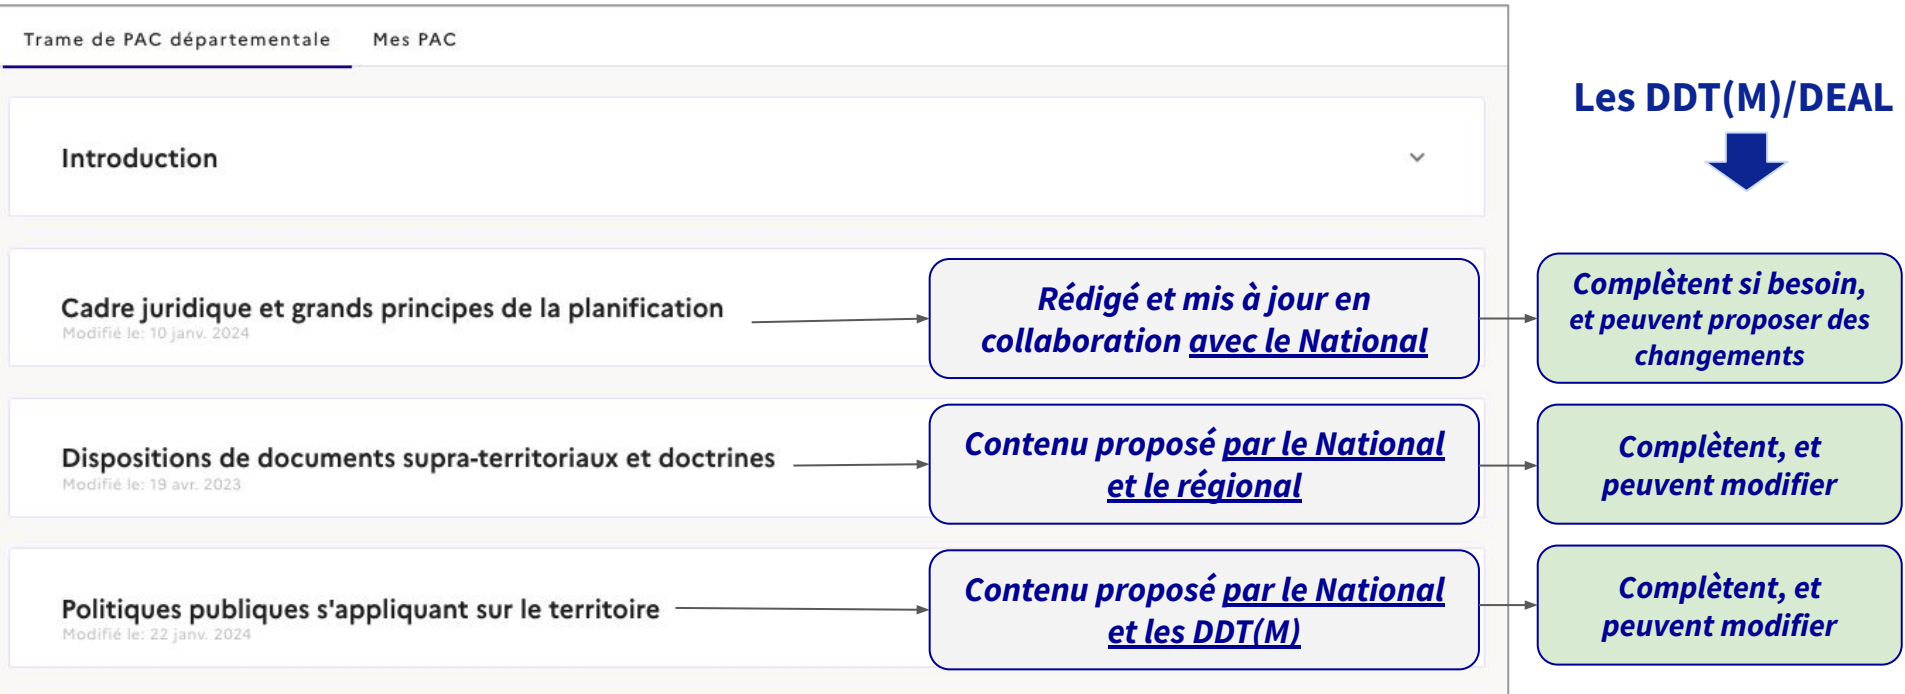 Trame de PAC départementale
Mes PAC
Les DDT(M)/DEAL
Introduction
Cadre juridique et grands principes de la planification
Modifié le: 10 janv. 2024
Rédigé et mis à jour en
collaboration avec le National
Complètent si besoin,
et peuvent proposer des
changements
Dispositions de documents supra-territoriaux et doctrines
Modifié le: 19 avr. 2023
Contenu proposé par le National
et le régional
Complètent, et
peuvent modifier
Politiques publiques s'appliquant sur le territoire
Modifié le: 22 janv. 2024
Contenu proposé par le National
et les DDT(M)
Complètent, et
peuvent modifier